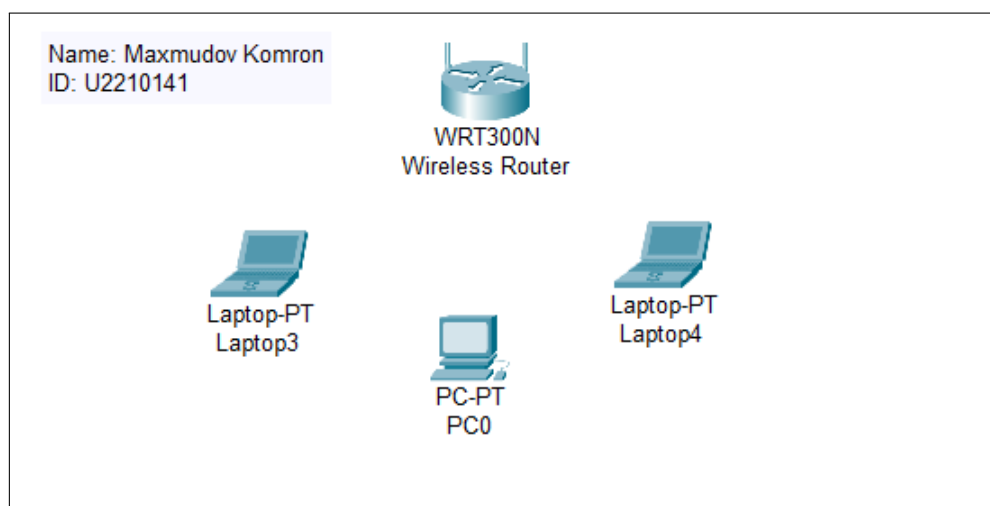 Name: Maxmudov Komron
ID: U2210141
WRT300N
Wireless Router
Laptop-PT
Laptop3
Laptop-PT
Laptop4
PC-PT
PC0